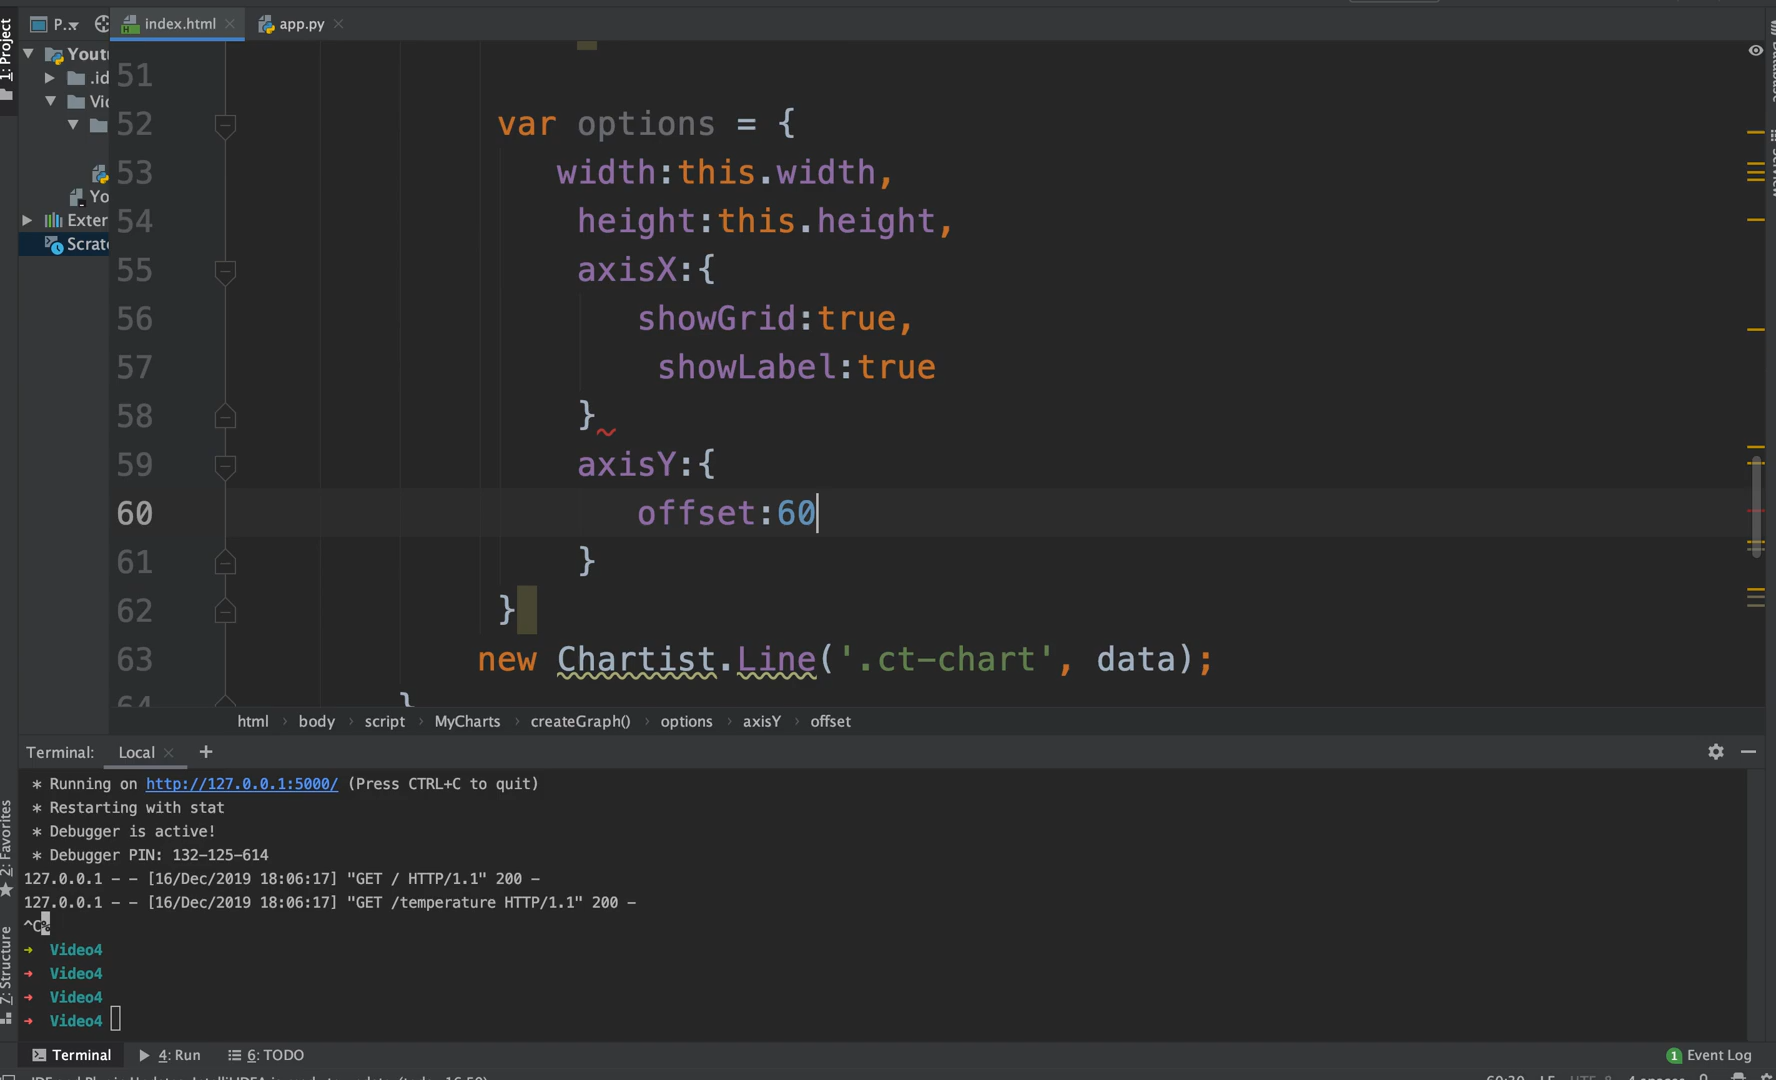 1: Project
P..
index.html
app.py
Yout
.id
Vic
Yo
Exter
Scrat
51
52 var options = {
53 width:this.width,
54 height:this.height,
55 axisX:{
56 showGrid:true,
57 showLabel:true
58 }
59 axisY:{
60 offset:60
61 }
62 }
63 new Chartist.Line('.ct-chart', data);
64 }
html › body › script › MyCharts › createGraph() › options › axisY › offset
Terminal: Local × +
* Running on http://127.0.0.1:5000/ (Press CTRL+C to quit)
* Restarting with stat
* Debugger is active!
* Debugger PIN: 132-125-614
127.0.0.1 - - [16/Dec/2019 18:06:17] "GET / HTTP/1.1" 200 -
127.0.0.1 - - [16/Dec/2019 18:06:17] "GET /temperature HTTP/1.1" 200 -
^C%
→ Video4
→ Video4
→ Video4
→ Video4
2: Favorites
7: Structure
Terminal
4: Run
6: TODO
1 Event Log